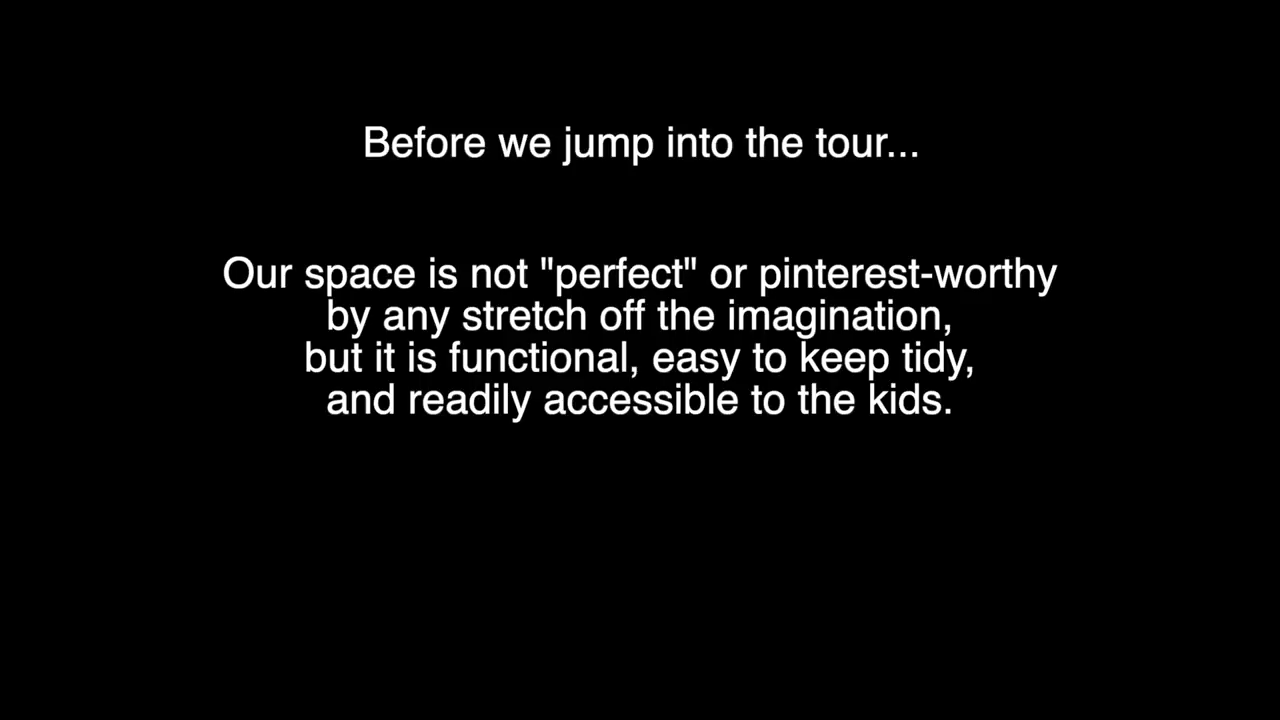 Before we jump into the tour...
Our space is not "perfect" or pinterest-worthy
by any stretch off the imagination,
but it is functional, easy to keep tidy,
and readily accessible to the kids.